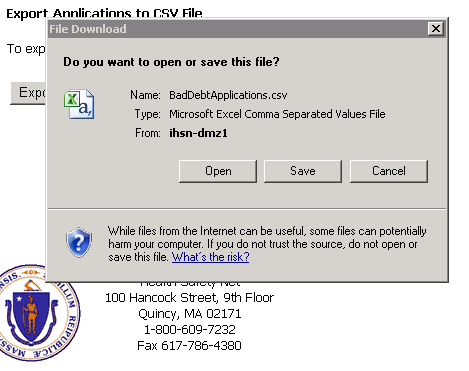 Export Applications to CSV File
File Download
To exp
Do you want to open or save this file?
Expo
Name: BadDebtApplications.csv
Type: Microsoft Excel Comma Separated Values File
From: ihsn-dmz1
Open Save Cancel
While files from the Internet can be useful, some files can potentially
harm your computer. If you do not trust the source, do not open or
save this file. What's the risk?
Health Safety Net
100 Hancock Street, 9th Floor
Quincy, MA 02171
1-800-609-7232
Fax 617-786-4380